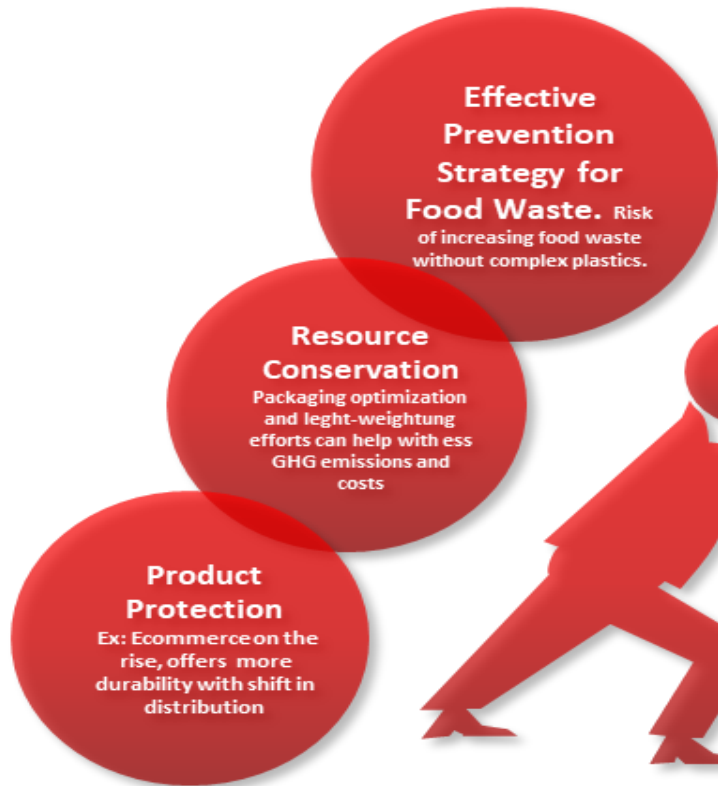 Effective
Prevention
Strategy for
Food Waste. Risk
of increasing food waste
without complex plastics.
Resource
Conservation
Packaging optimization
and leght-weightung
efforts can help with ess
GHG emissions and
costs
Product
Protection
Ex: Ecommerce on the
rise, offers more
durability with shift in
distribution